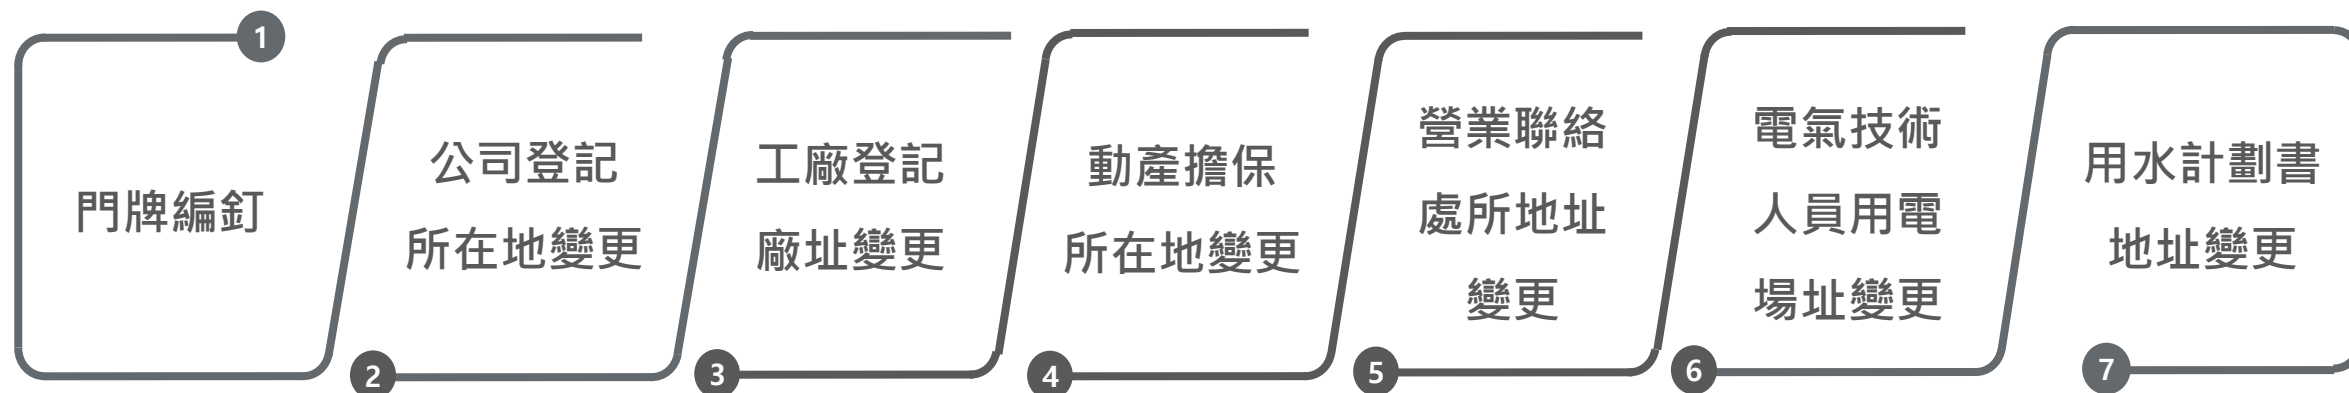 1
門牌編釘
2
公司登記
所在地變更
3
工廠登記
廠址變更
4
動產擔保
所在地變更
5
營業聯絡
處所地址
變更
6
電氣技術
人員用電
場址變更
7
用水計劃書
地址變更